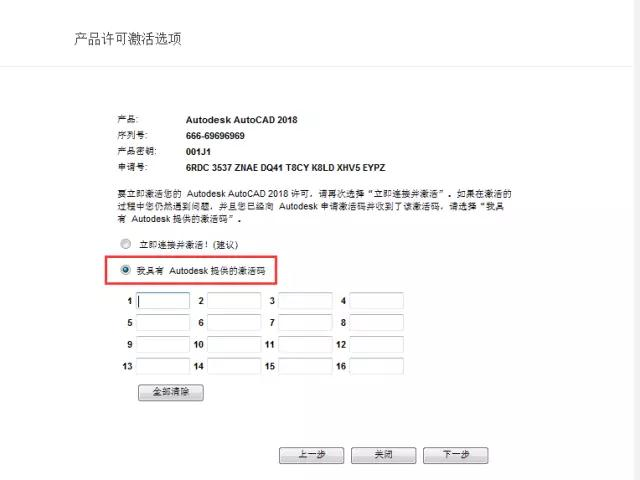 产品许可激活选项
产品: Autodesk AutoCAD 2018
序列号: 666-69696969
产品密钥: 001J1
申请号: 6RDC 3537 ZNAE DQ41 T8CY K8LD XHV5 EYPZ
要立即激活您的 Autodesk AutoCAD 2018 许可，请再次选择“立即连接并激活”。如果在激活的
过程中您仍然遇到问题，并且您已经向 Autodesk 申请激活码并收到了该激活码，请选择“我具
有 Autodesk 提供的激活码”。
立即连接并激活！(建议)
我具有 Autodesk 提供的激活码
1 2 3 4
5 6 7 8
9 10 11 12
13 14 15 16
全部清除
上一步 关闭 下一步